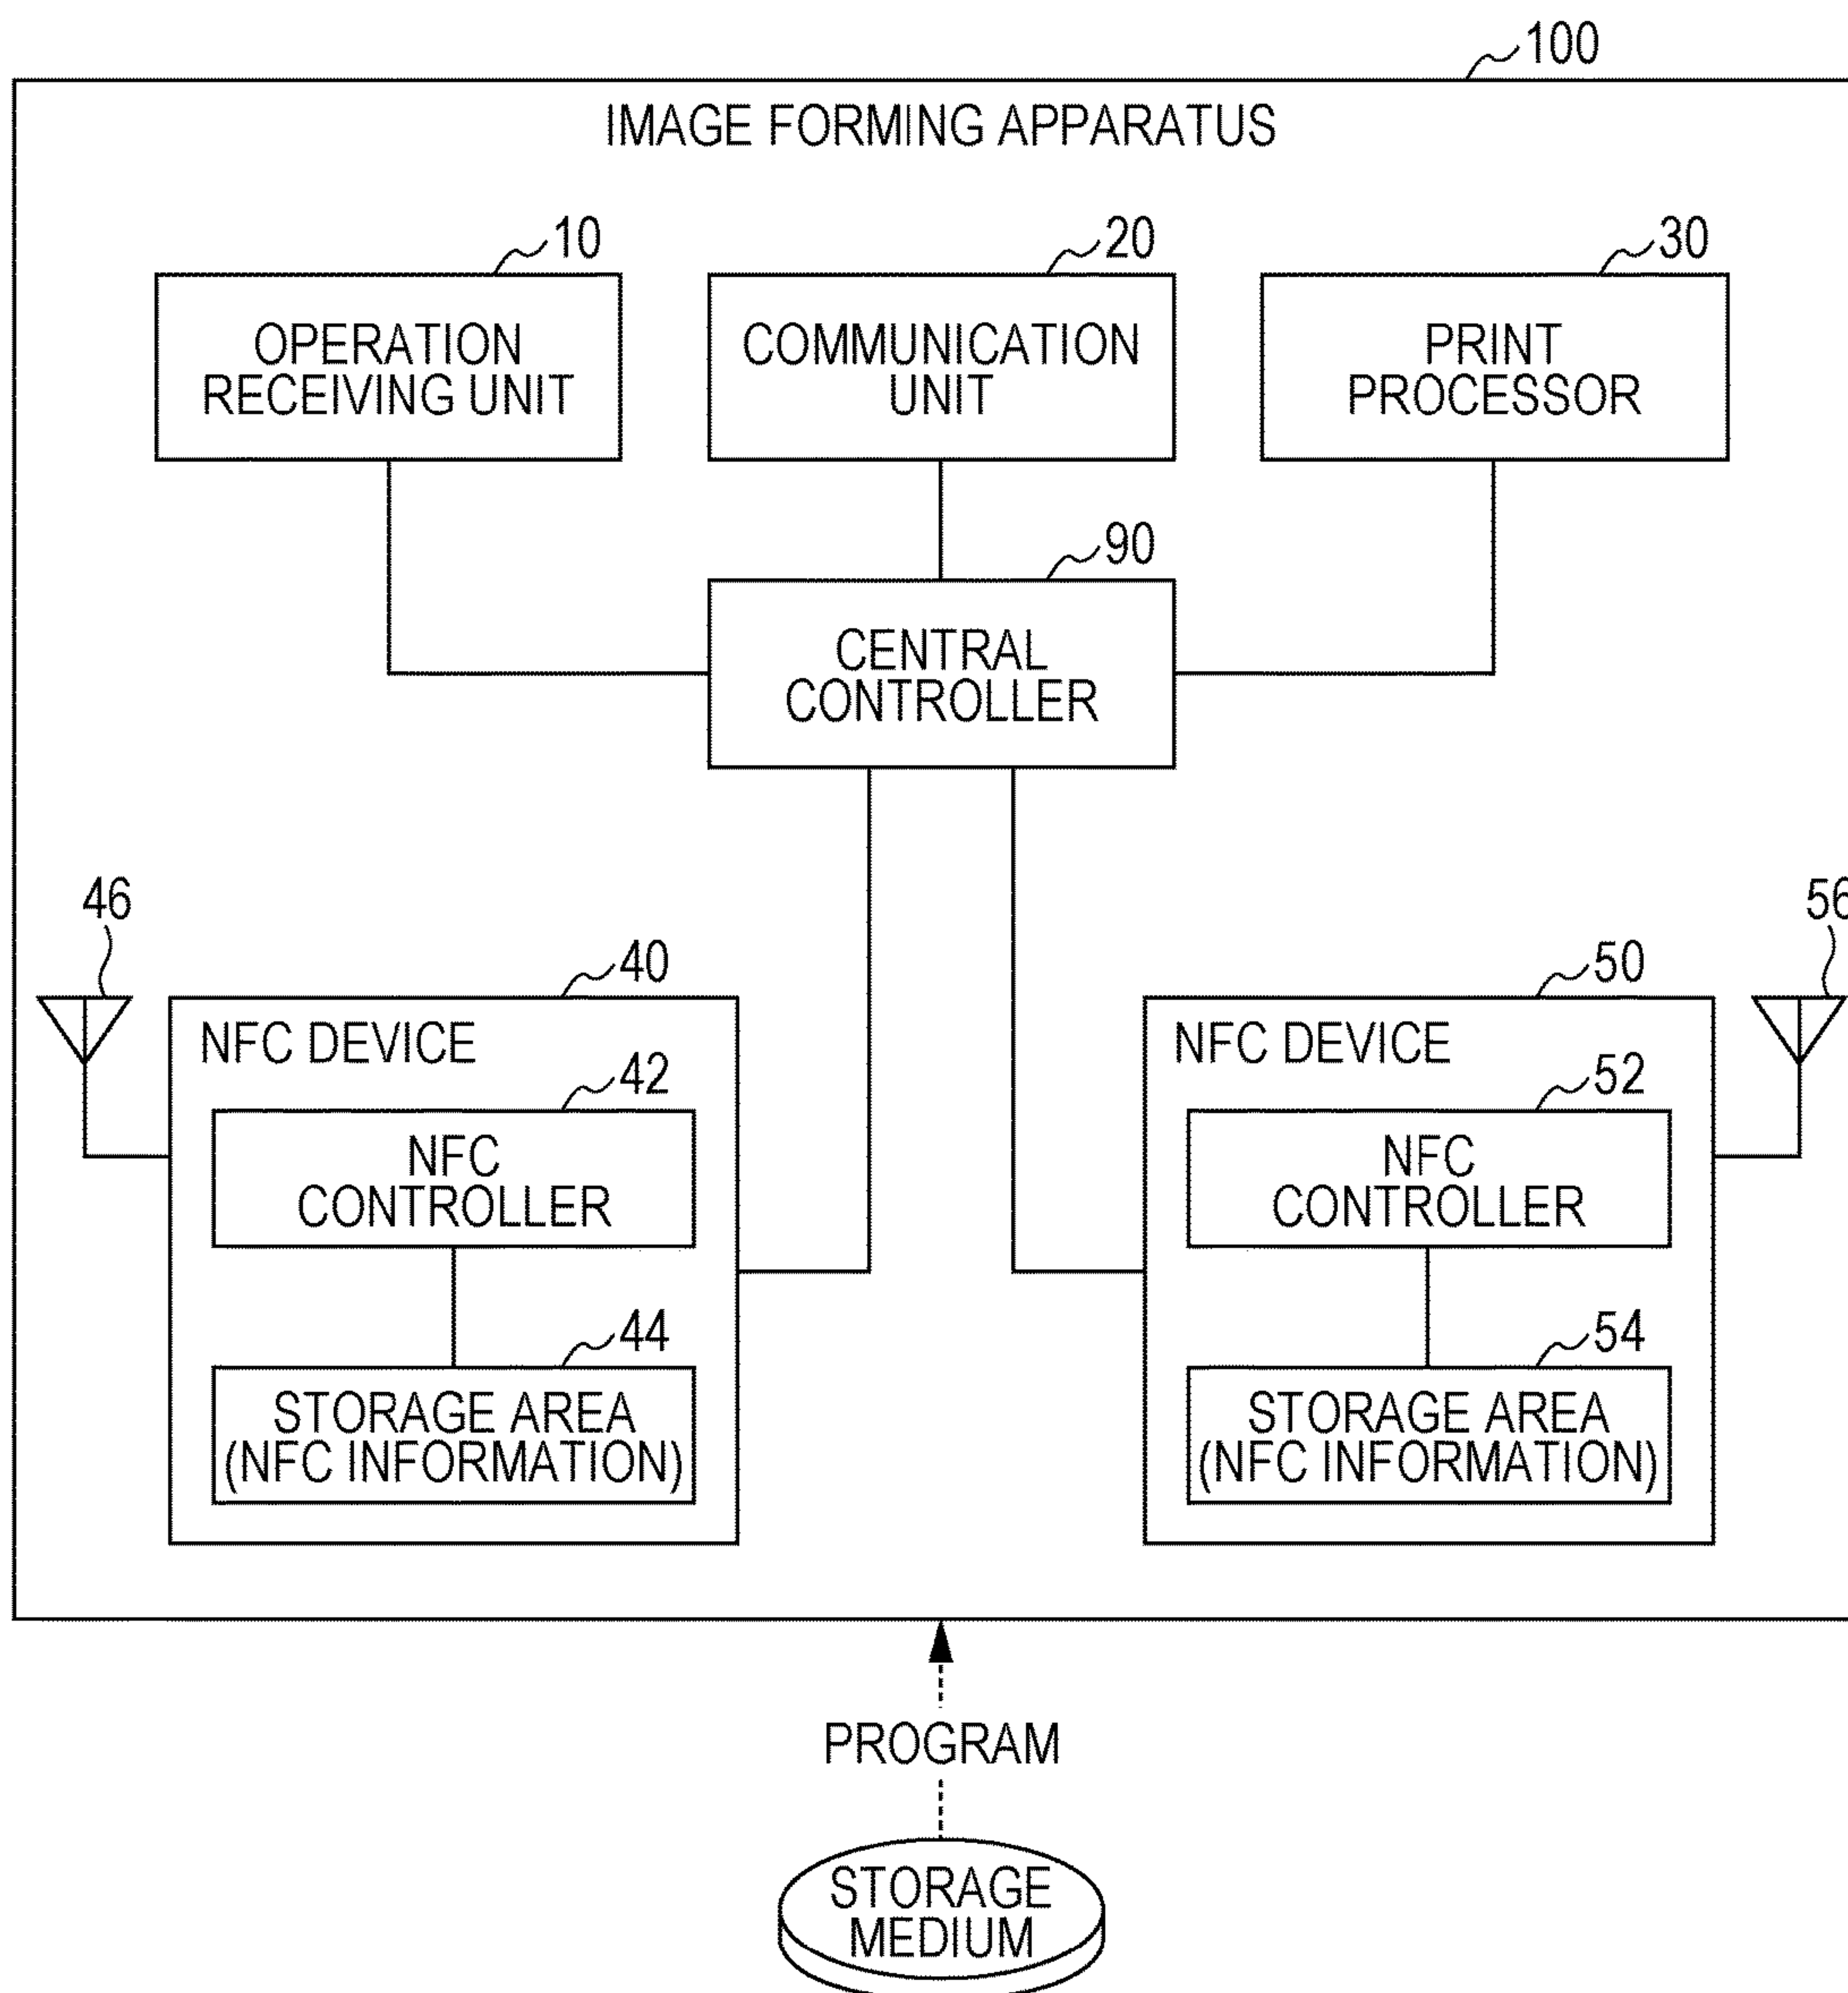 100
IMAGE FORMING APPARATUS
10
20
30
OPERATION
RECEIVING UNIT
COMMUNICATION
UNIT
PRINT
PROCESSOR
90
CENTRAL
CONTROLLER
46
56
40
50
NFC DEVICE
NFC DEVICE
42
52
NFC
CONTROLLER
NFC
CONTROLLER
44
54
STORAGE AREA
(NFC INFORMATION)
STORAGE AREA
(NFC INFORMATION)
PROGRAM
STORAGE
MEDIUM